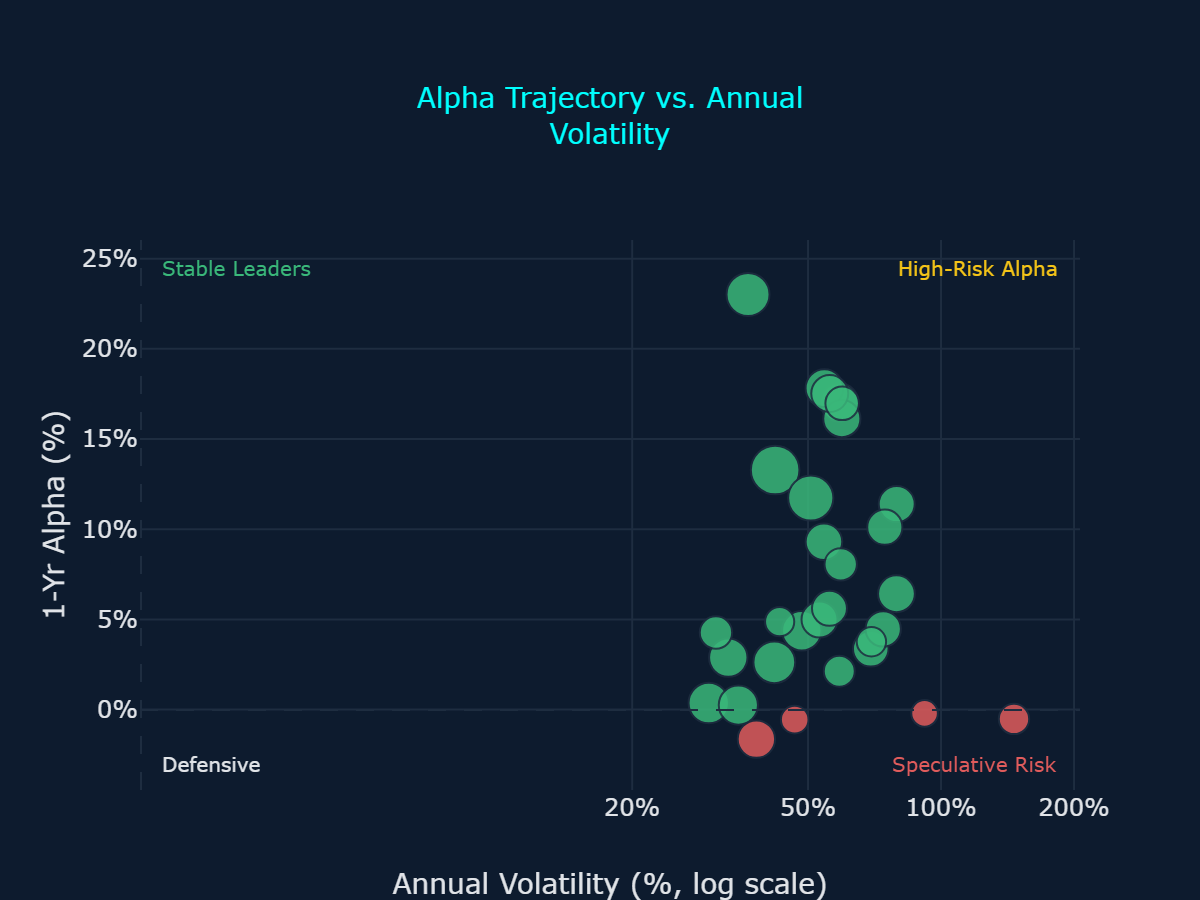 Alpha Trajectory vs. Annual
Volatility
25%
Stable Leaders
High-Risk Alpha
20%
15%
10%
5%
0%
1-Yr Alpha (%)
Defensive
Speculative Risk
20%
50%
100%
200%
Annual Volatility (%, log scale)